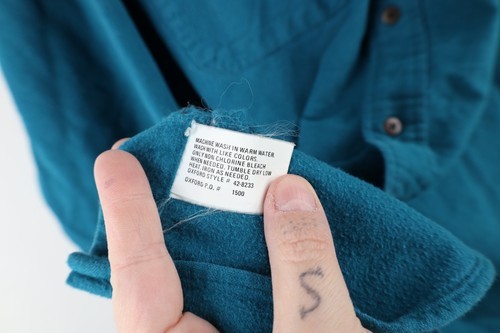 MACHINE WASH IN WARM WATER
WASH WITH LIKE COLORS.
ONLY NON CHLORINE BLEACH
WHEN NEEDED. TUMBLE DRY LOW
HEAT. IRON AS NEEDED.
OXFORD STYLE # 42-8233
OXFORD P.O. # 1500
S